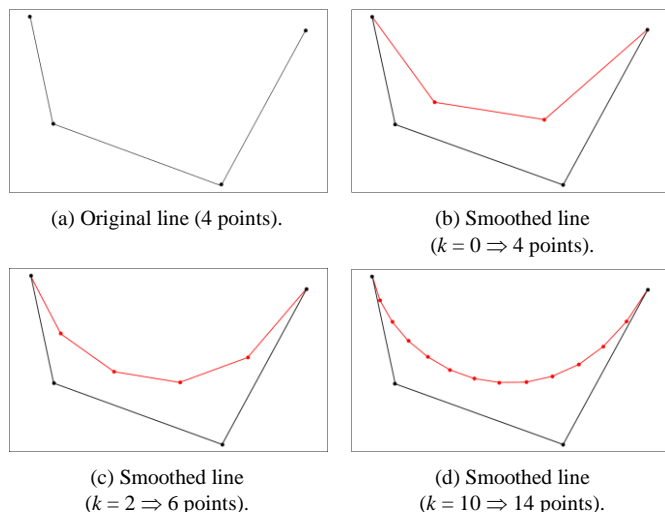 (a) Original line (4 points).
(b) Smoothed line
(k = 0 ⇒ 4 points).
(c) Smoothed line
(k = 2 ⇒ 6 points).
(d) Smoothed line
(k = 10 ⇒ 14 points).